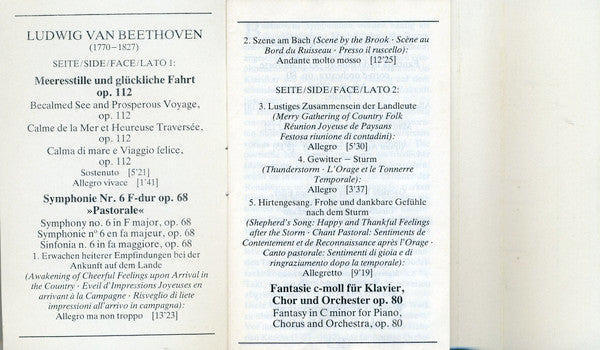 LUDWIG VAN BEETHOVEN
(1770–1827)
SEITE/SIDE/FACE/LATO 1:
Meeresstille und glückliche Fahrt
op. 112
Becalmed See and Prosperous Voyage,
op. 112
Calme de la Mer et Heureuse Traversée,
op. 112
Calma di mare e Viaggio felice,
op. 112
Sostenuto [5'21]
Allegro vivace [1'41]
Symphonie Nr. 6 F-dur op. 68
»Pastorale«
Symphony no. 6 in F major, op. 68
Symphonie nº 6 en fa majeur, op. 68
Sinfonia n. 6 in fa maggiore, op. 68
1. Erwachen heiterer Empfindungen bei der
Ankunft auf dem Lande
(Awakening of Cheerful Feelings upon Arrival in
the Country · Eveil d'Impressions Joyeuses en
arrivant à la Campagne · Risveglio di liete
impressioni all'arrivo in campagna):
Allegro ma non troppo [13'23]
2. Szene am Bach (Scene by the Brook · Scène au
Bord du Ruisseau · Presso il ruscello):
Andante molto mosso [12'25]
SEITE/SIDE/FACE/LATO 2:
3. Lustiges Zusammensein der Landleute
(Merry Gathering of Country Folk
Réunion Joyeuse de Paysans
Festosa riunione di contadini):
Allegro [5'30]
4. Gewitter – Sturm
(Thunderstorm · L'Orage et le Tonnerre
Temporale):
Allegro [3'37]
5. Hirtengesang. Frohe und dankbare Gefühle
nach dem Sturm
(Shepherd's Song: Happy and Thankful Feelings
after the Storm · Chant Pastoral: Sentiments de
Contentement et de Reconnaissance après l'Orage ·
Canto pastorale: Sentimenti di gioia e di
ringraziamento dopo la temporale):
Allegretto [9'19]
Fantasie c-moll für Klavier,
Chor und Orchester op. 80
Fantasy in C minor for Piano,
Chorus and Orchestra, op. 80